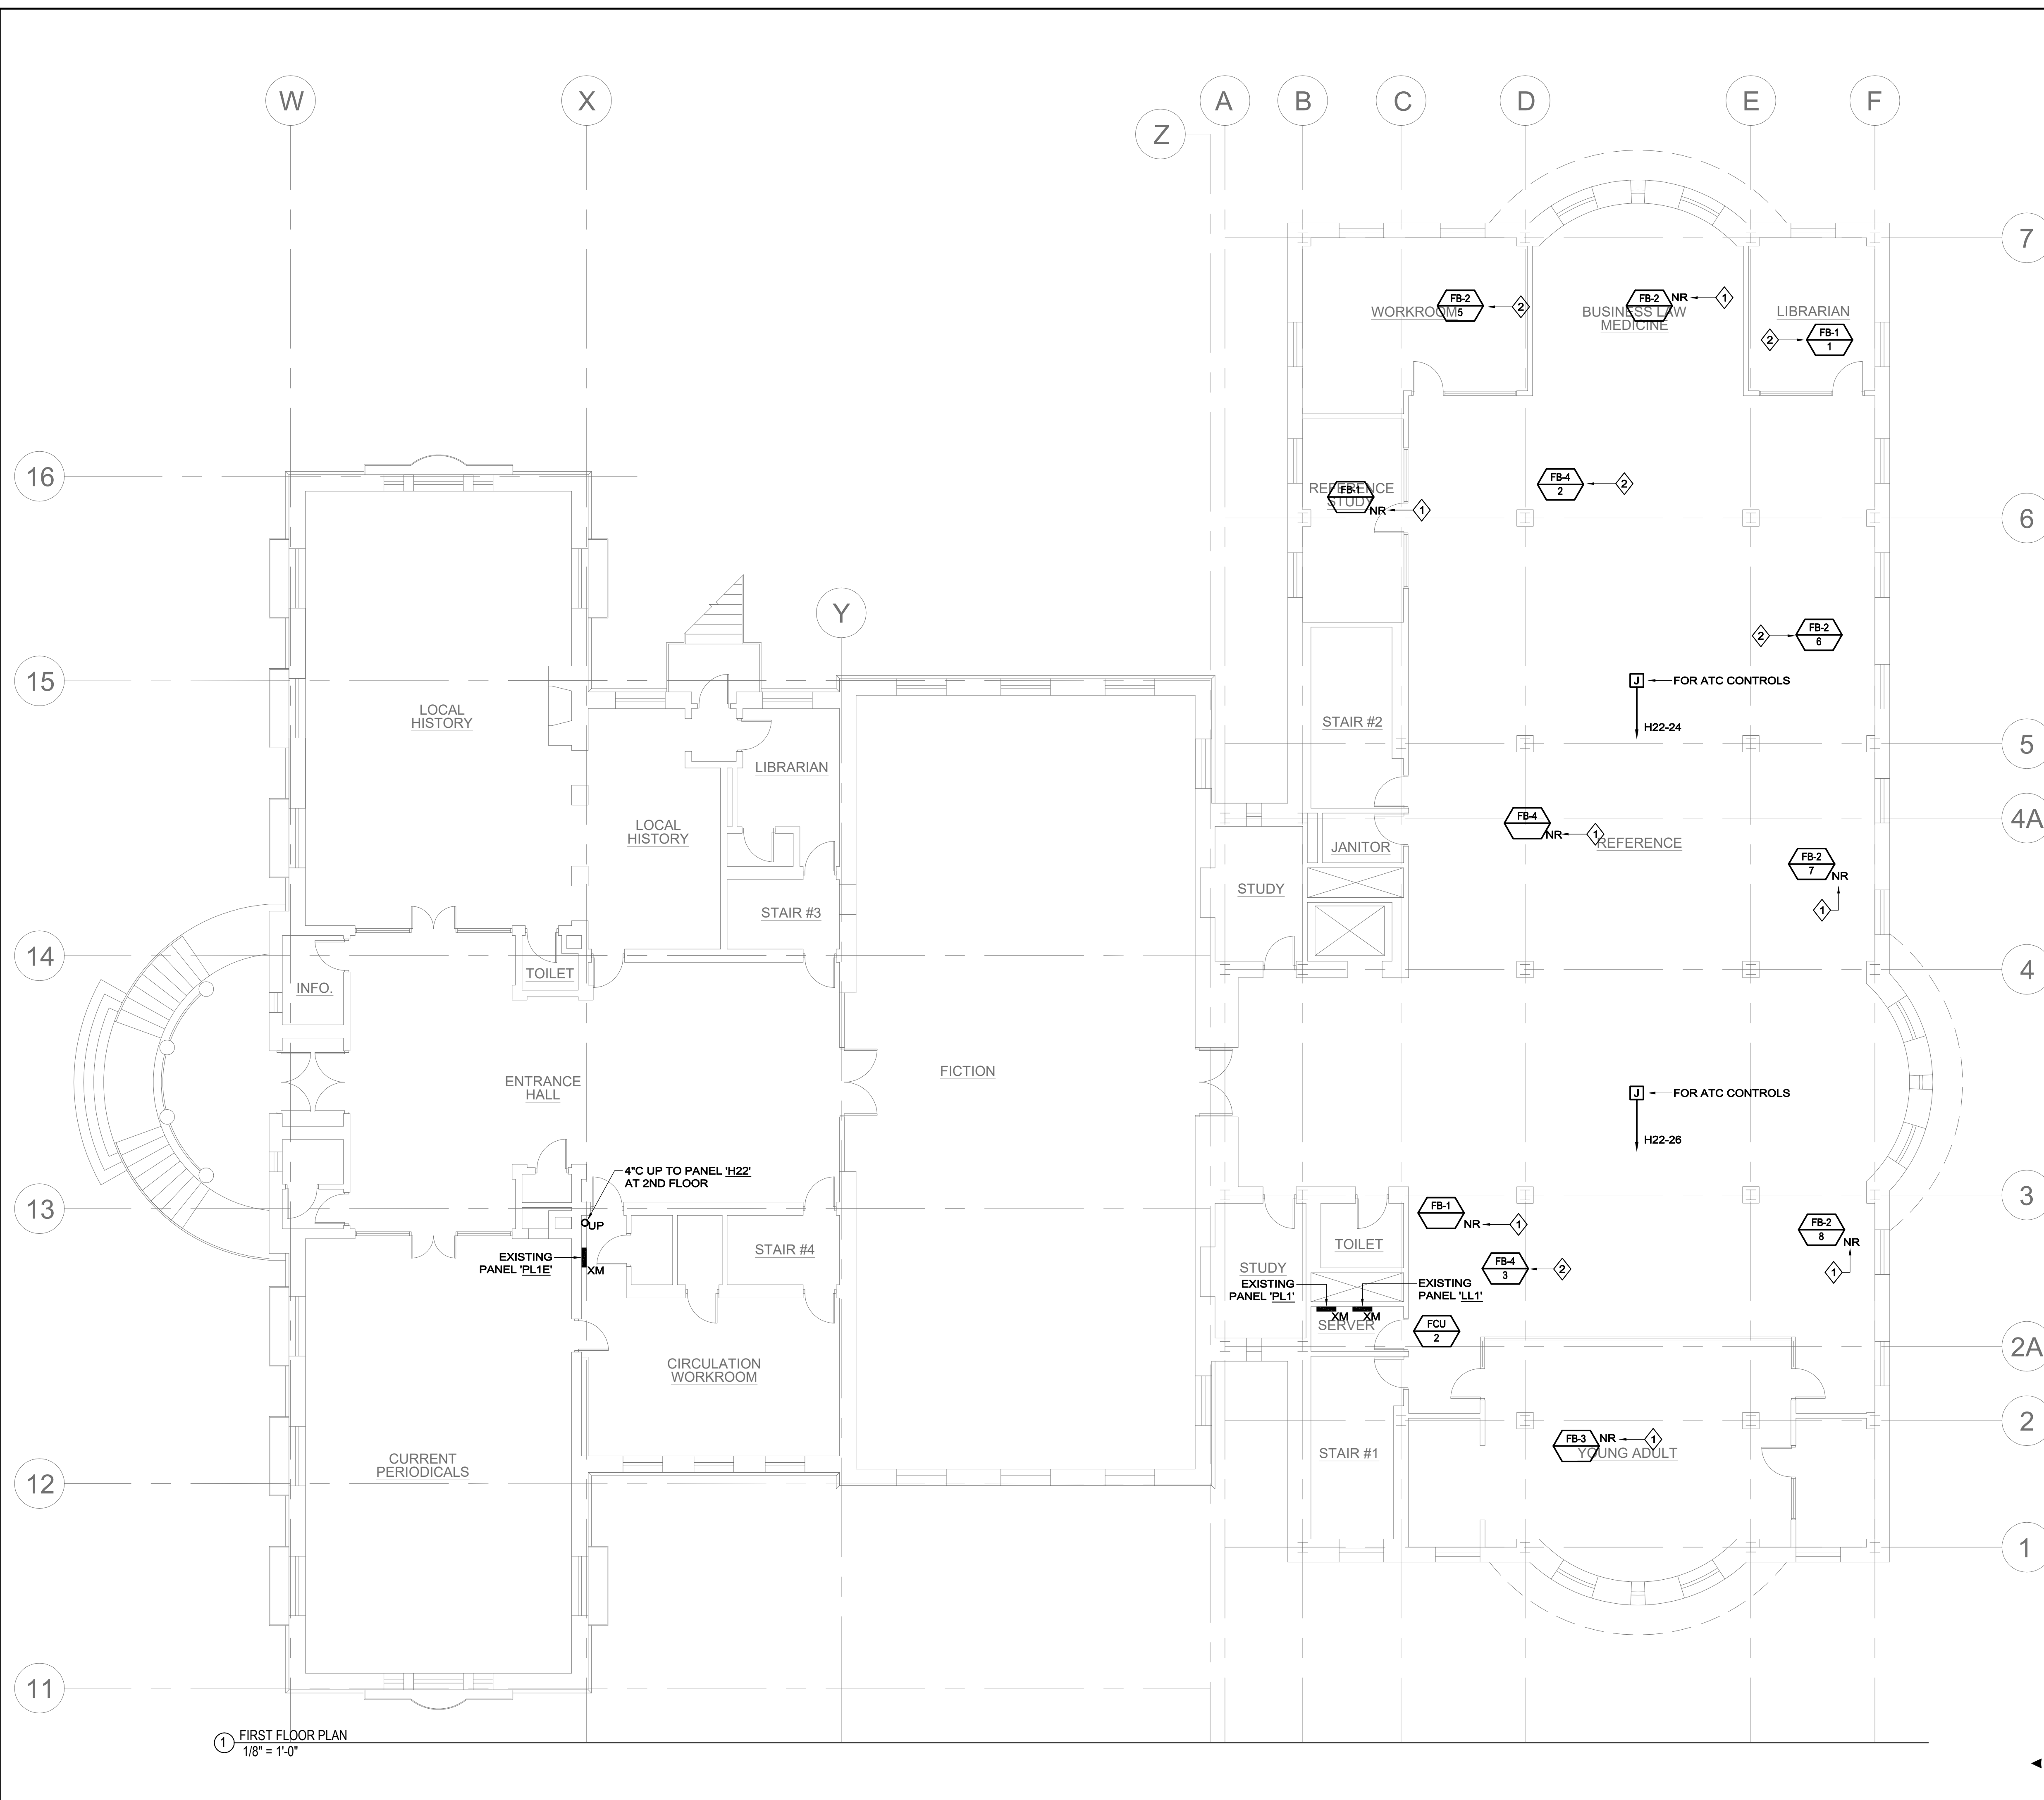 W
X
Z
A
B
C
D
E
F
7
WORKROOM
FB-2
5
2
BUSINESS LAW
MEDICINE
FB-2
NR
1
LIBRARIAN
2
FB-1
1
16
REFERENCE
STUDY
FB-1
NR
1
FB-4
2
2
6
Y
2
FB-2
6
15
LOCAL
HISTORY
J
FOR ATC CONTROLS
H22-24
STAIR #2
5
LIBRARIAN
LOCAL
HISTORY
JANITOR
FB-4
NR
1
REFERENCE
4A
FB-2
7
NR
1
STUDY
STAIR #3
14
TOILET
INFO.
4
ENTRANCE
HALL
FICTION
J
FOR ATC CONTROLS
H22-26
4"C UP TO PANEL 'H22'
AT 2ND FLOOR
UP
13
3
FB-1
NR
1
FB-2
8
NR
1
EXISTING
PANEL 'PL1E'
XM
STAIR #4
TOILET
STUDY
FB-4
3
2
EXISTING
PANEL 'PL1'
XM
EXISTING
PANEL 'LL1'
XM
SERVER
FCU
2
2A
CIRCULATION
WORKROOM
2
CURRENT
PERIODICALS
STAIR #1
FB-3
NR
1
YOUNG ADULT
12
1
11
1
FIRST FLOOR PLAN
1/8" = 1'-0"